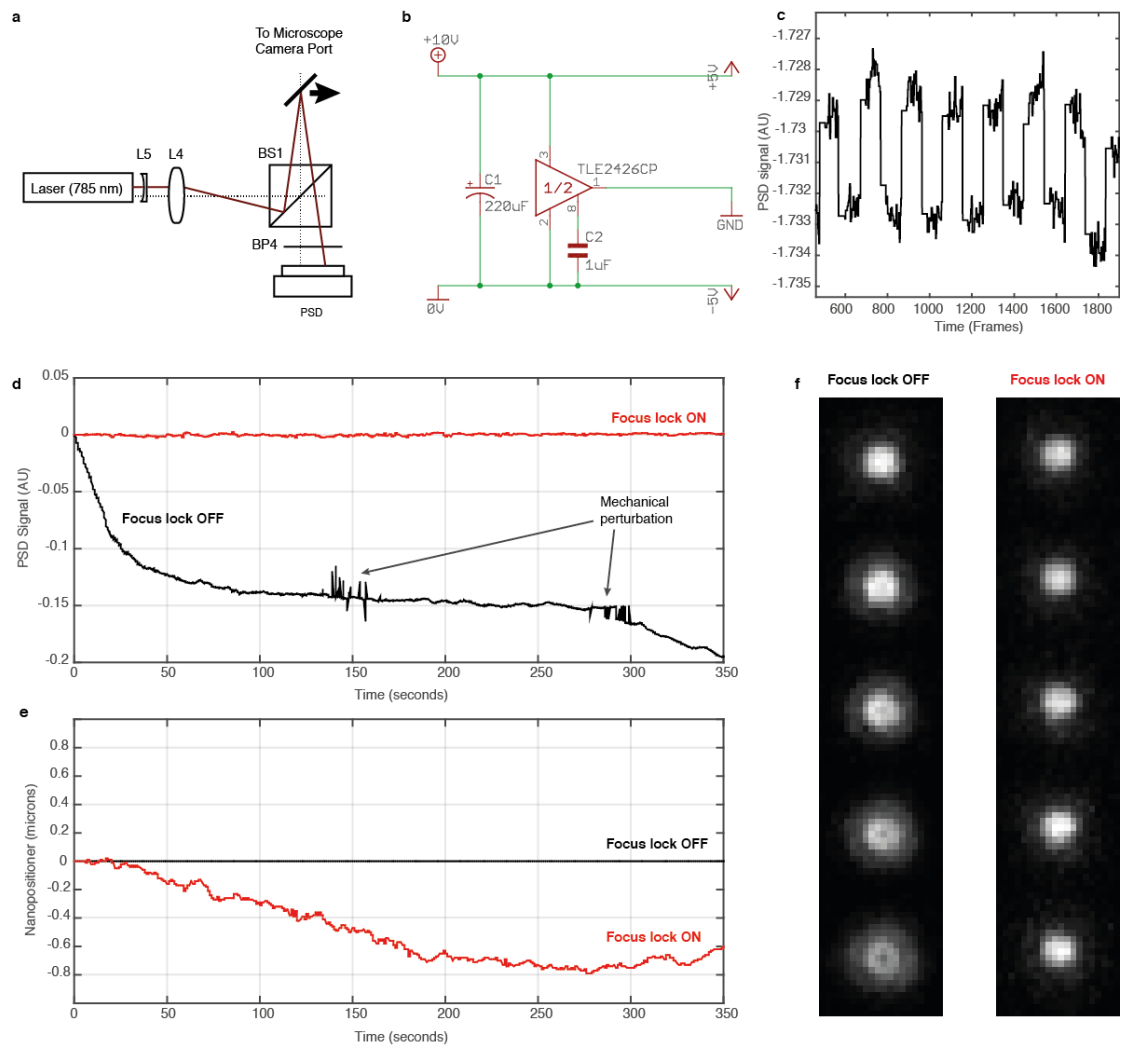 a
To Microscope
Camera Port
L5
L4
BS1
Laser (785 nm)
BP4
PSD
b
+10V
+5V
3
TLE2426CP
+
C1
1/2
1
220uF
8
2
GND
C2
1uF
0V
-5V
c
-1.727
-1.728
-1.729
-1.73
-1.731
-1.732
-1.733
-1.734
-1.735
PSD signal (AU)
600
800
1000
1200
1400
1600
1800
Time (Frames)
d
0.05
0
-0.05
-0.1
-0.15
-0.2
PSD Signal (AU)
Focus lock ON
Focus lock OFF
Mechanical
perturbation
0
50
100
150
200
250
300
350
Time (seconds)
e
0.8
0.6
0.4
0.2
0
-0.2
-0.4
-0.6
-0.8
Nanopositioner (microns)
Focus lock OFF
Focus lock ON
0
50
100
150
200
250
300
350
Time (seconds)
f
Focus lock OFF
Focus lock ON